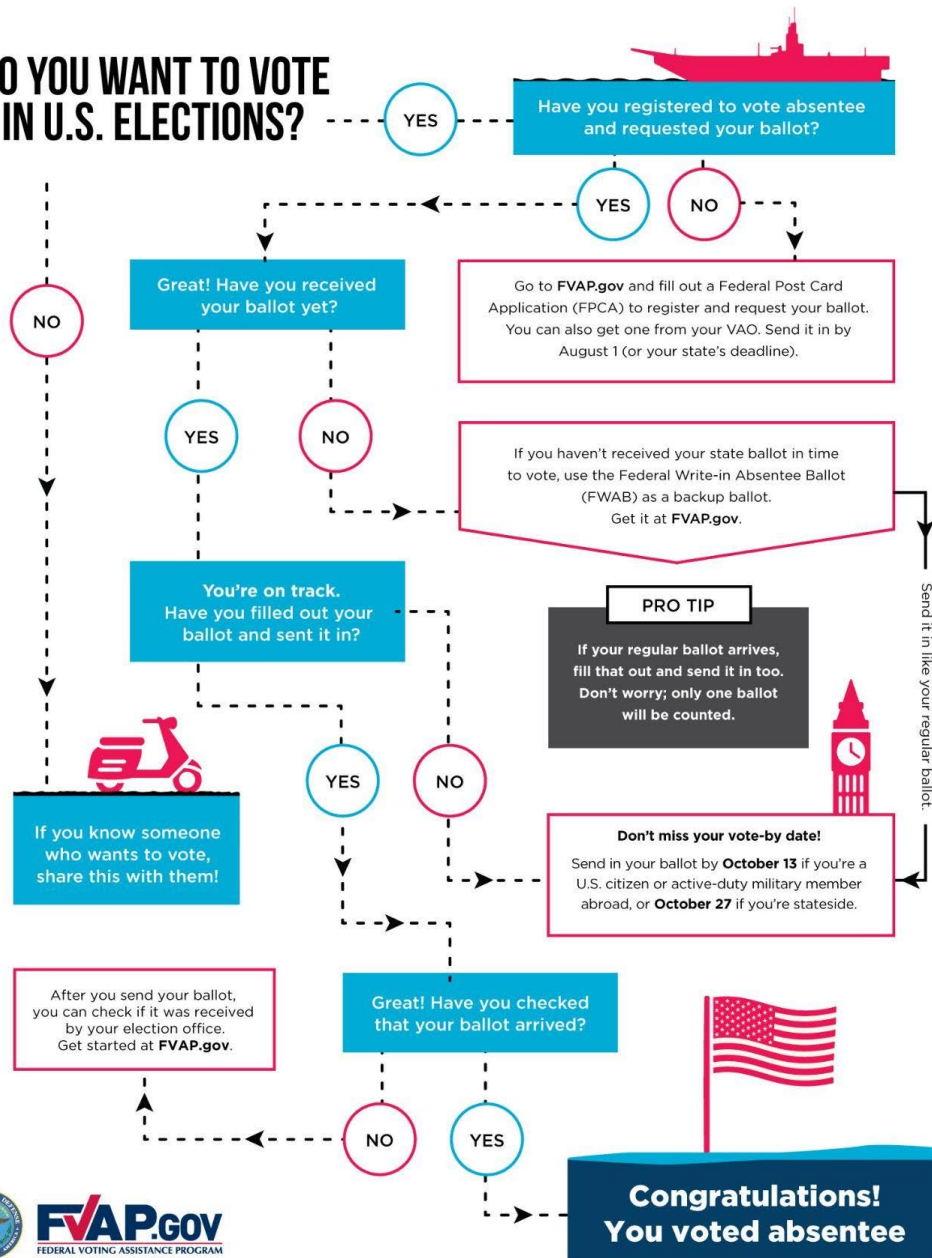 O YOU WANT TO VOTE
IN U.S. ELECTIONS?
YES
Have you registered to vote absentee
and requested your ballot?
YES
NO
Great! Have you received
your ballot yet?
Go to FVAP.gov and fill out a Federal Post Card
Application (FPCA) to register and request your ballot.
You can also get one from your VAO. Send it in by
August 1 (or your state's deadline).
NO
YES
NO
If you haven't received your state ballot in time
to vote, use the Federal Write-in Absentee Ballot
(FWAB) as a backup ballot.
Get it at FVAP.gov.
Send it in like your regular ballot.
You're on track.
Have you filled out your
ballot and sent it in?
PRO TIP
If your regular ballot arrives,
fill that out and send it in too.
Don't worry; only one ballot
will be counted.
YES
NO
If you know someone
who wants to vote,
share this with them!
Don't miss your vote-by date!
Send in your ballot by October 13 if you're a
U.S. citizen or active-duty military member
abroad, or October 27 if you're stateside.
After you send your ballot,
you can check if it was received
by your election office.
Get started at FVAP.gov.
Great! Have you checked
that your ballot arrived?
NO
YES
Congratulations!
You voted absentee
FVAP.GOV
FEDERAL VOTING ASSISTANCE PROGRAM